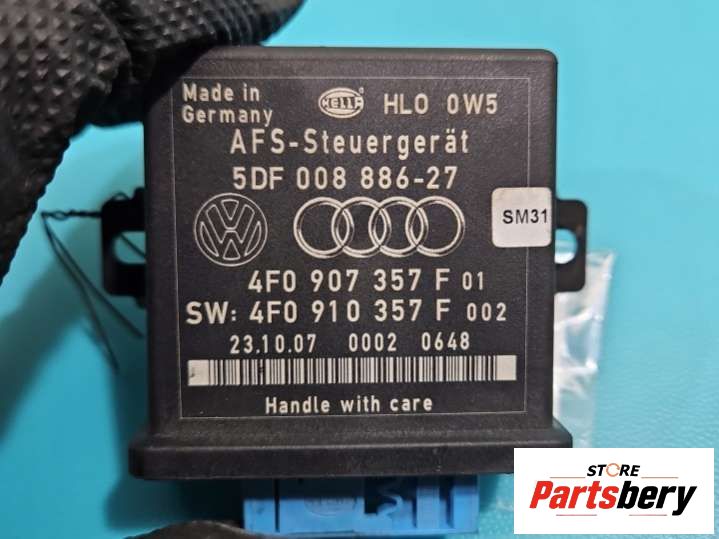 Made in
Germany
HELLA
HL0 0W5
AFS-Steuergerät
5DF 008 886-27
SM31
4F0 907 357 F 01
SW: 4F0 910 357 F 002
23.10.07 0002 0648
Handle with care
STORE
Partsbery